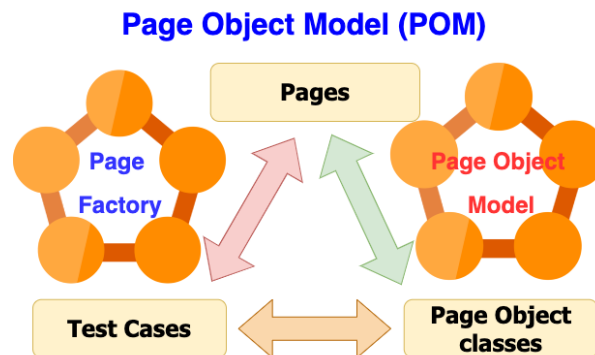 Page Object Model (POM)
Pages
Page
Factory
Page Object
Model
Test Cases
Page Object
classes